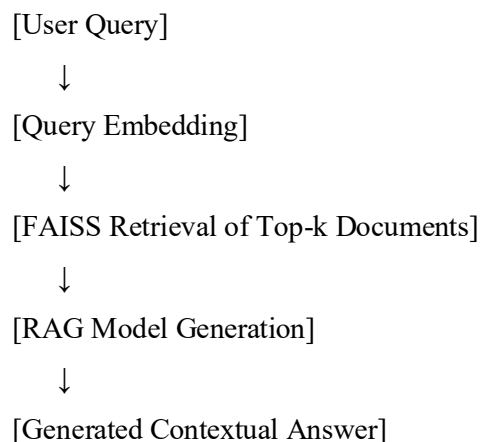 [User Query]
↓
[Query Embedding]
↓
[FAISS Retrieval of Top-k Documents]
↓
[RAG Model Generation]
↓
[Generated Contextual Answer]